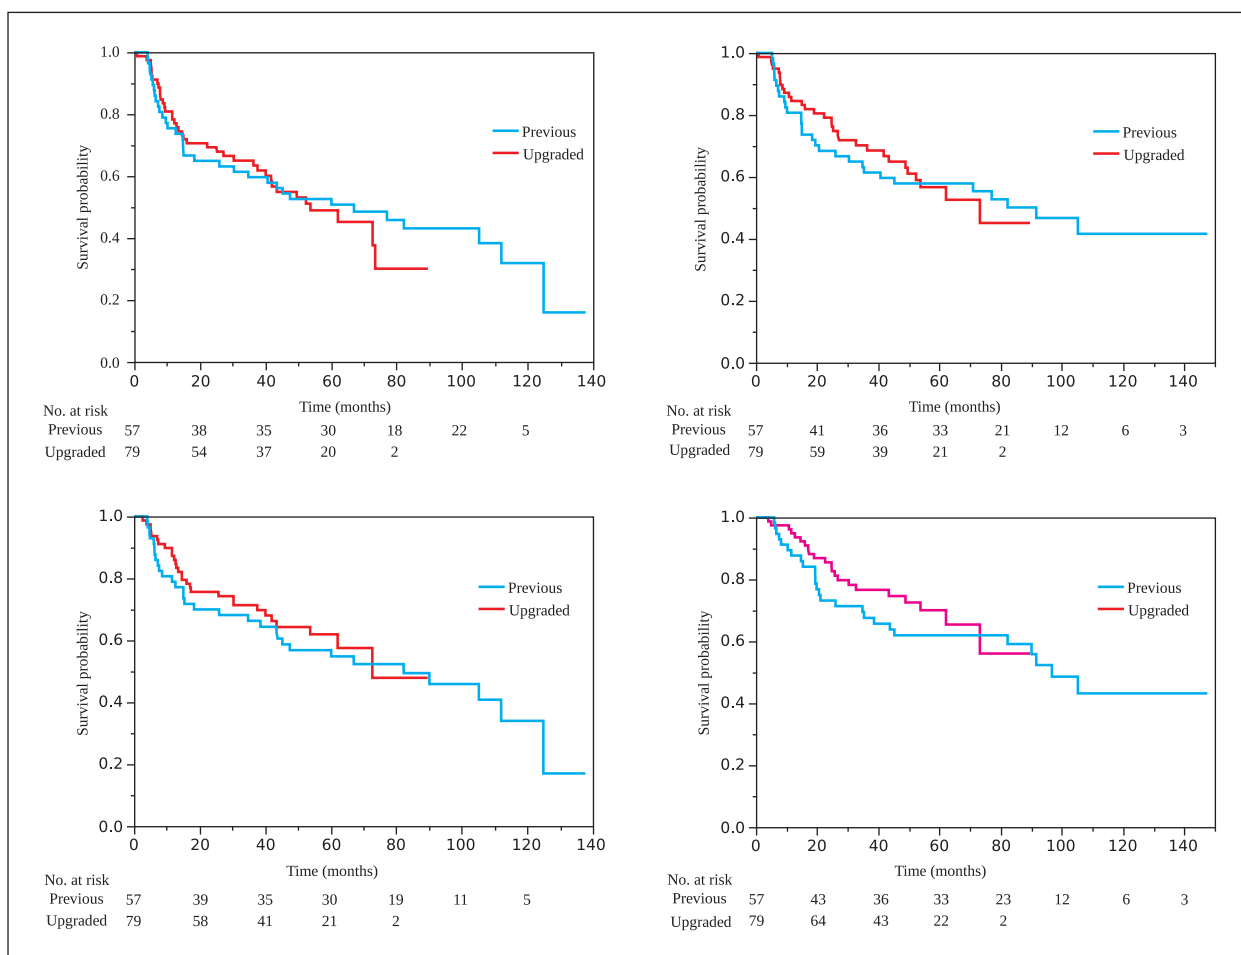 1.0
0.8
0.6
0.4
0.2
0.0
Survival probability
Previous
Upgraded
0 20 40 60 80 100 120 140
Time (months)
No. at risk
Previous 57 38 35 30 18 22 5
Upgraded 79 54 37 20 2
1.0
0.8
0.6
0.4
0.2
0.0
Survival probability
Previous
Upgraded
0 20 40 60 80 100 120 140
Time (months)
No. at risk
Previous 57 41 36 33 21 12 6 3
Upgraded 79 59 39 21 2
1.0
0.8
0.6
0.4
0.2
0.0
Survival probability
Previous
Upgraded
0 20 40 60 80 100 120 140
Time (months)
No. at risk
Previous 57 39 35 30 19 11 5
Upgraded 79 58 41 21 2
1.0
0.8
0.6
0.4
0.2
0.0
Survival probability
Previous
Upgraded
0 20 40 60 80 100 120 140
Time (months)
No. at risk
Previous 57 43 36 33 23 12 6 3
Upgraded 79 64 43 22 2